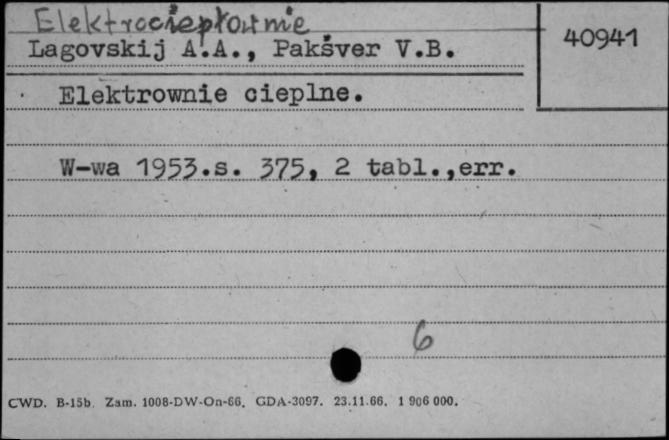 Elektrociepłownie
40941
Lagovskij A.A., Pakšver V.B.
Elektrownie cieplne.
W-wa 1953.s. 375, 2 tabl.,err.
6
CWD. B-15b. Zam. 1008-DW-On-66. GDA-3097. 23.11.66. 1 906 000.